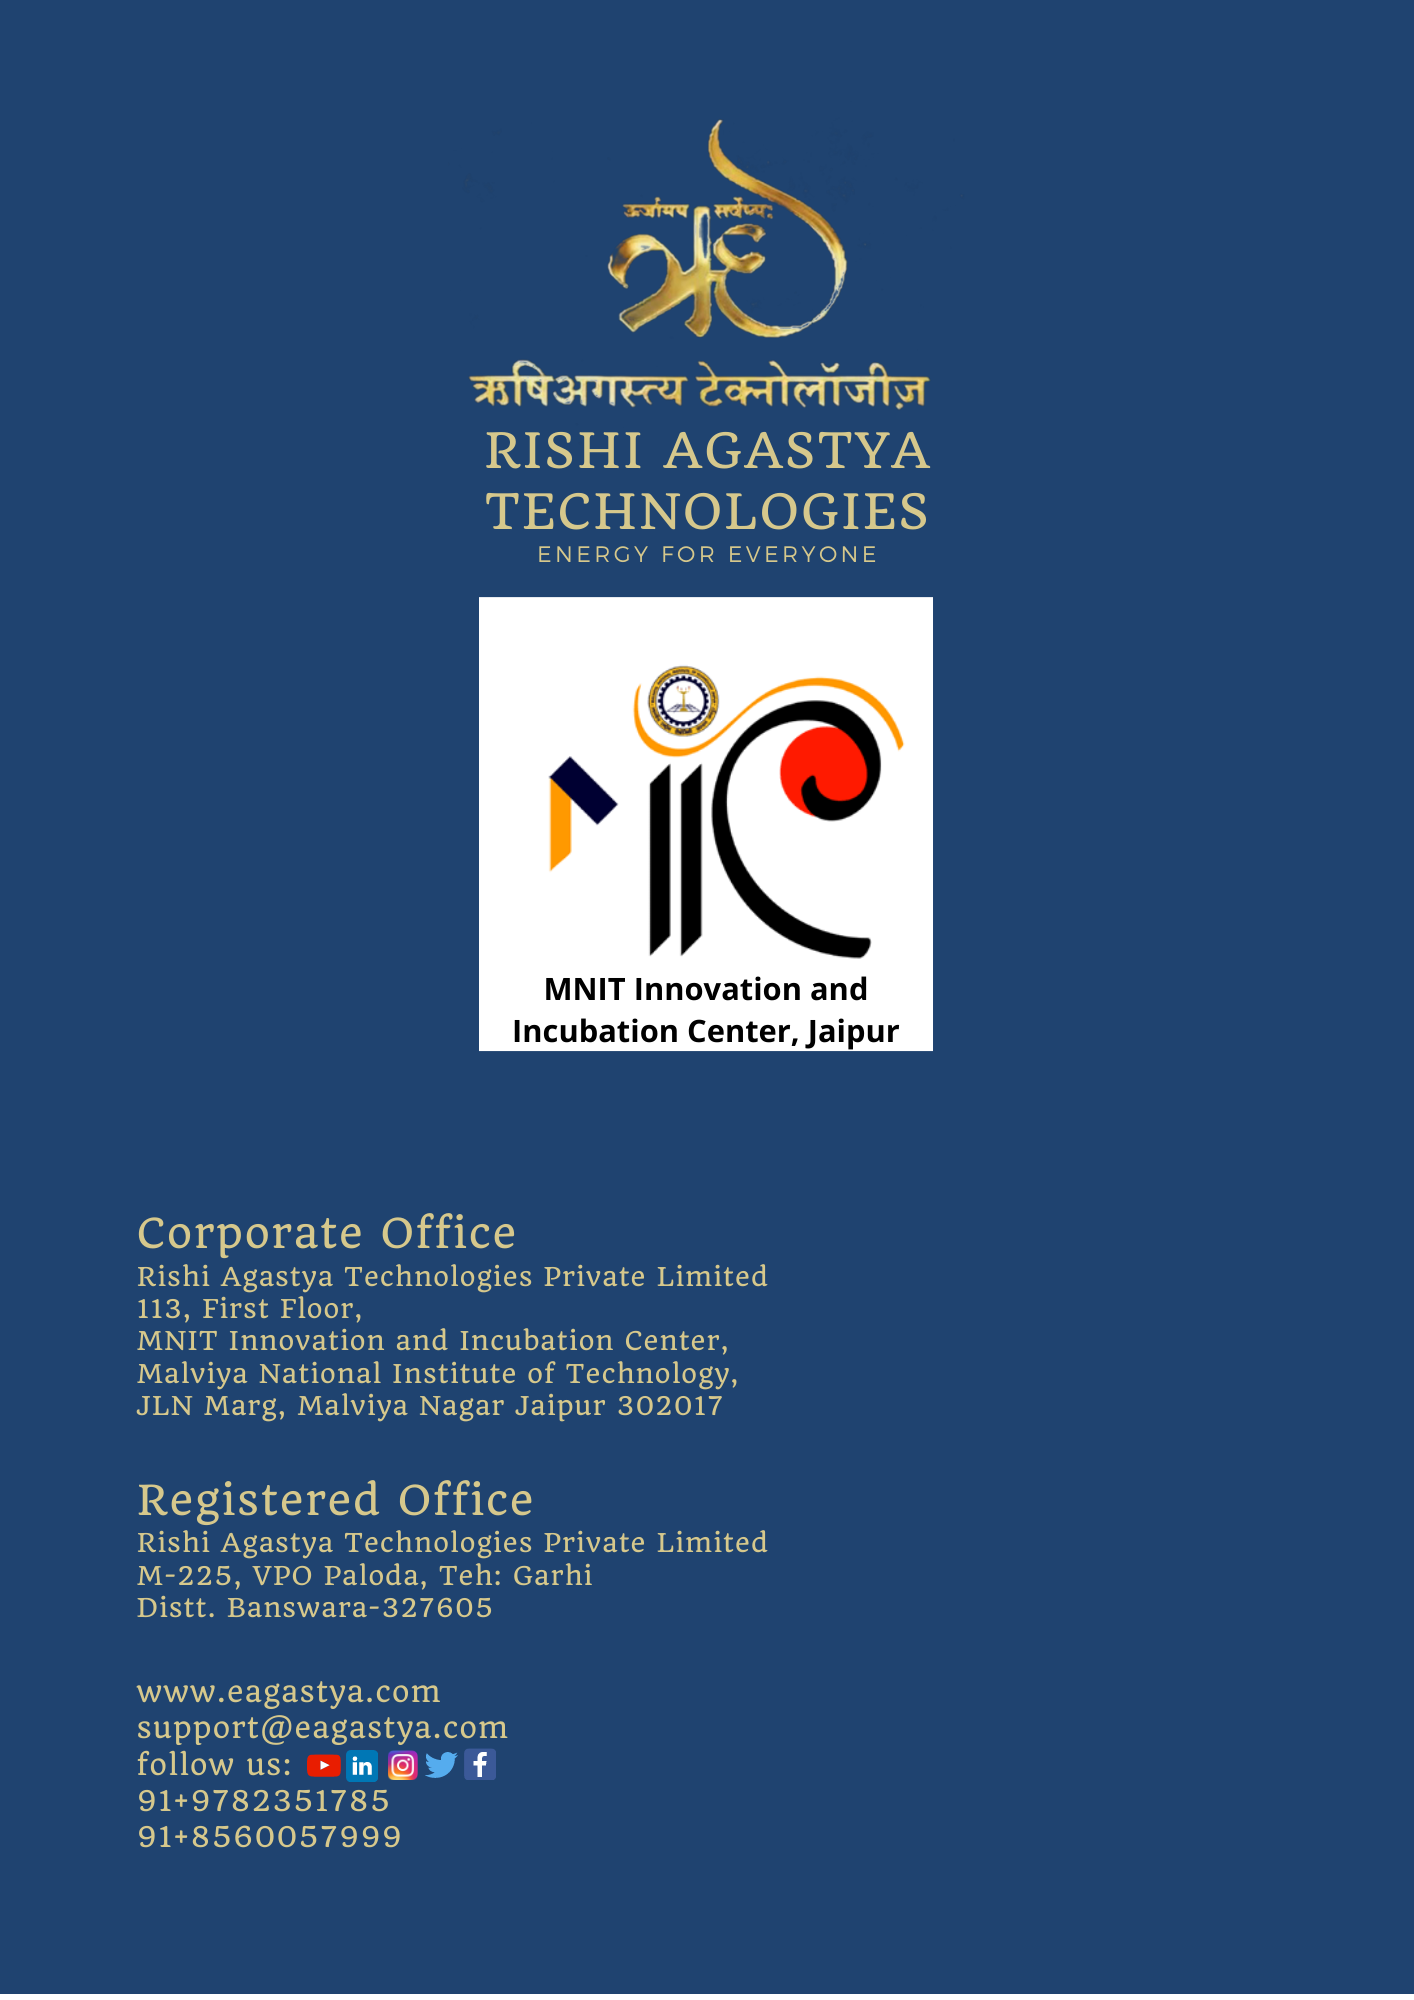 ऊर्जामय सर्वेभ्यः
ऋ
ऋषिअगस्त्य टेक्नोलॉजीज़
RISHI AGASTYA
TECHNOLOGIES
ENERGY FOR EVERYONE
MNIT Innovation and
Incubation Center, Jaipur
Corporate Office
Rishi Agastya Technologies Private Limited
113, First Floor,
MNIT Innovation and Incubation Center,
Malviya National Institute of Technology,
JLN Marg, Malviya Nagar Jaipur 302017
Registered Office
Rishi Agastya Technologies Private Limited
M-225, VPO Paloda, Teh: Garhi
Distt. Banswara-327605
www.eagastya.com
support@eagastya.com
follow us:
91+9782351785
91+8560057999